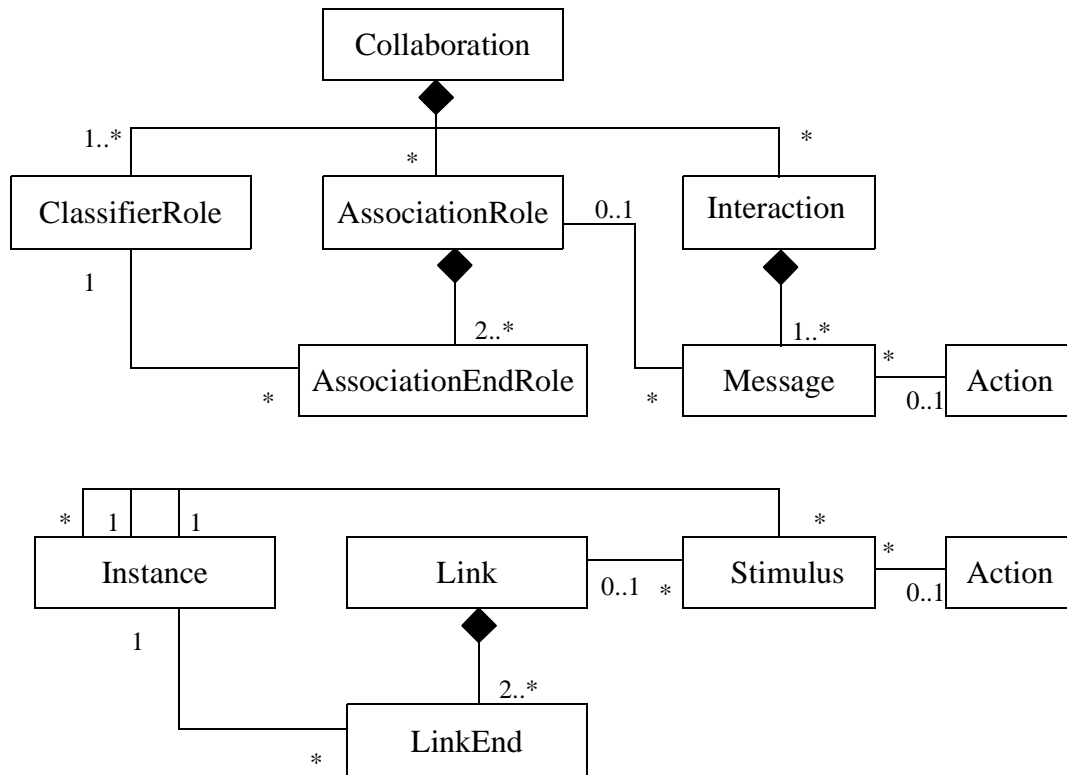 Collaboration
1..*
*
*
ClassifierRole
AssociationRole
0..1
Interaction
1
2..*
1..*
*
AssociationEndRole
*
*
Message
0..1
Action
*
1
1
*
*
Instance
Link
0..1
*
Stimulus
0..1
Action
1
2..*
*
LinkEnd